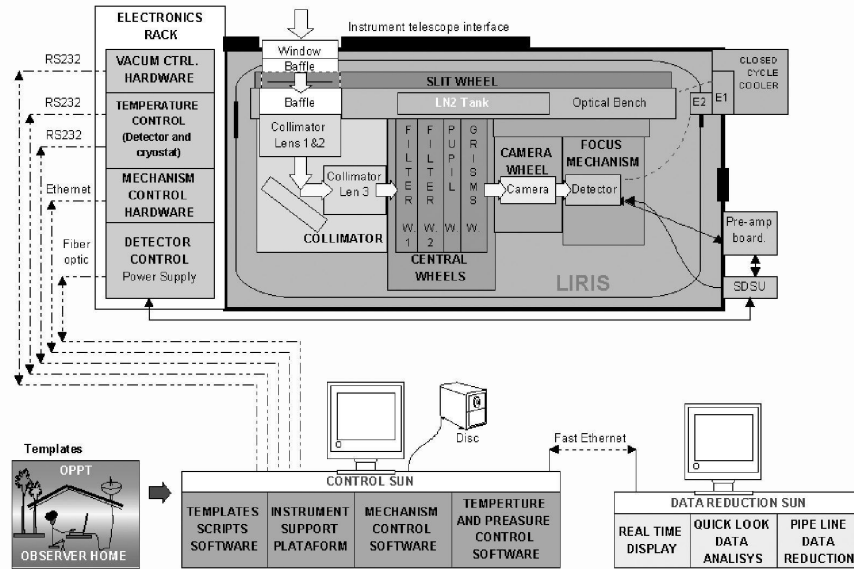 ELECTRONICS
RACK
Instrument telescope interface
RS232
VACUM CTRL.
HARDWARE
RS232
TEMPERATURE
CONTROL
(Detector and
cryostat)
RS232
MECHANISM
CONTROL
HARDWARE
Ethernet
DETECTOR
CONTROL
Power Supply
Fiber
optic
Window
Baffle
SLIT WHEEL
Baffle
LN2 Tank
Optical Bench
E2
E1
CLOSED
CYCLE
COOLER
Collimator
Lens 1&2
Collimator
Len 3
COLLIMATOR
FILTER W. 1
FILTER W. 2
PUPIL W.
GRISMS W.
CENTRAL
WHEELS
CAMERA
WHEEL
Camera
FOCUS
MECHANISM
Detector
LIRIS
Pre-amp
board.
SDSU
Templates
OPPT
OBSERVER HOME
Disc
Fast Ethernet
CONTROL SUN
TEMPLATES
SCRIPTS
SOFTWARE
INSTRUMENT
SUPPORT
PLATAFORM
MECHANISM
CONTROL
SOFTWARE
TEMPERTURE
AND PREASURE
CONTROL
SOFTWARE
DATA REDUCTION SUN
REAL TIME
DISPLAY
QUICK LOOK
DATA
ANALISYS
PIPE LINE
DATA
REDUCTION